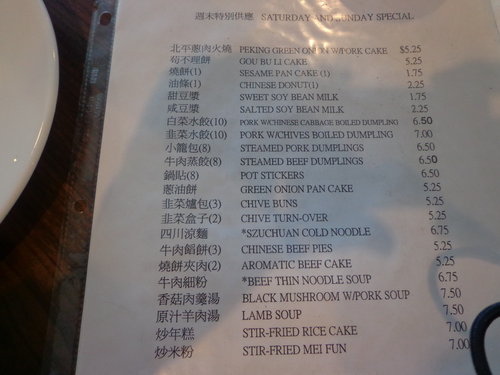 週末特別供應 SATURDAY AND SUNDAY SPECIAL
北平蔥肉火燒 PEKING GREEN ONION W/PORK CAKE $5.25
苟不理餅 GOU BU LI CAKE 5.25
燒餅(1) SESAME PAN CAKE (1) 1.75
油條(1) CHINESE DONUT(1) 2.25
甜豆漿 SWEET SOY BEAN MILK 1.75
咸豆漿 SALTED SOY BEAN MILK 2.25
白菜水餃(10) PORK W/CHINESE CABBAGE BOILED DUMPLING 6.50
韭菜水餃(10) PORK W/CHIVES BOILED DUMPLING 7.00
小籠包(8) STEAMED PORK DUMPLINGS 6.50
牛肉蒸餃(8) STEAMED BEEF DUMPLINGS 6.50
鍋貼(8) POT STICKERS 6.50
蔥油餅 GREEN ONION PAN CAKE 5.25
韭菜爐包(3) CHIVE BUNS 5.25
韭菜盒子(2) CHIVE TURN-OVER 5.25
四川涼麵 *SZUCHUAN COLD NOODLE 6.75
牛肉餡餅(3) CHINESE BEEF PIES 5.25
燒餅夾肉(2) AROMATIC BEEF CAKE 5.25
牛肉細粉 *BEEF THIN NOODLE SOUP 6.75
香菇肉羹湯 BLACK MUSHROOM W/PORK SOUP 7.50
原汁羊肉湯 LAMB SOUP 7.50
炒年糕 STIR-FRIED RICE CAKE 7.00
炒米粉 STIR-FRIED MEI FUN 7.00